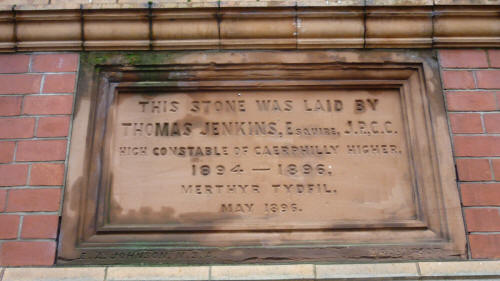 THIS STONE WAS LAID BY
THOMAS JENKINS, ESQUIRE, J.P., C.C.
HIGH CONSTABLE OF CAERPHILLY HIGHER,
1894 — 1896,
MERTHYR TYDFIL.
MAY 1896.
E. A. JOHNSON,